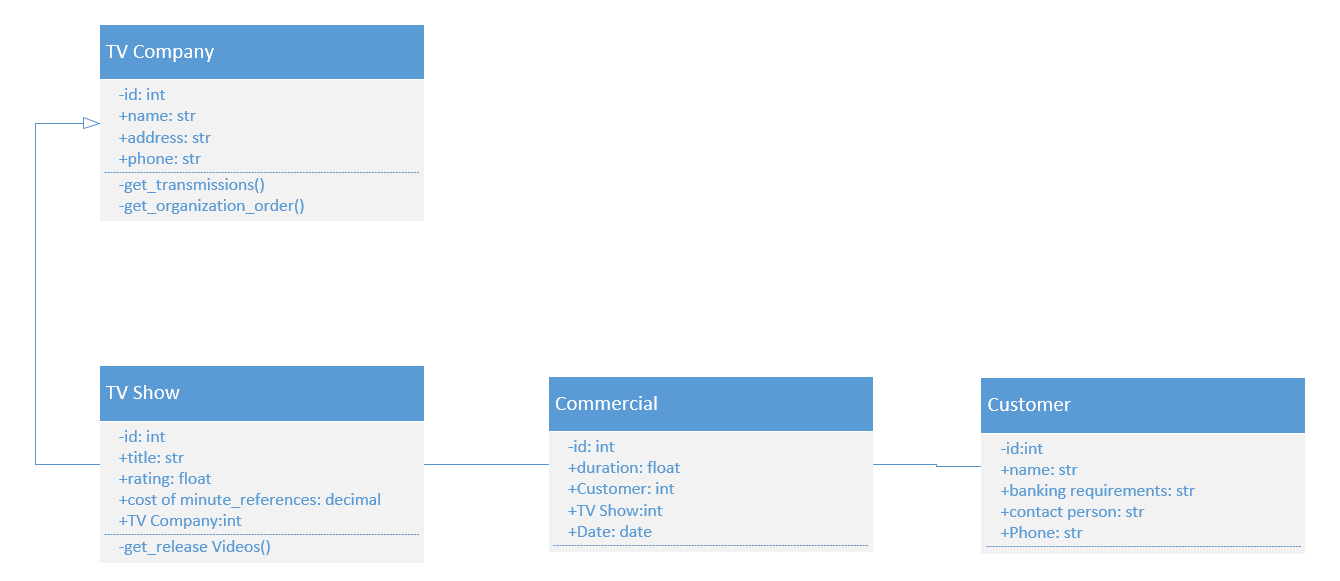 TV Company
-id: int
+name: str
+address: str
+phone: str
-get_transmissions()
-get_organization_order()
TV Show
-id: int
+title: str
+rating: float
+cost of minute_references: decimal
+TV Company:int
-get_release Videos()
Commercial
-id: int
+duration: float
+Customer: int
+TV Show:int
+Date: date
Customer
-id:int
+name: str
+banking requirements: str
+contact person: str
+Phone: str